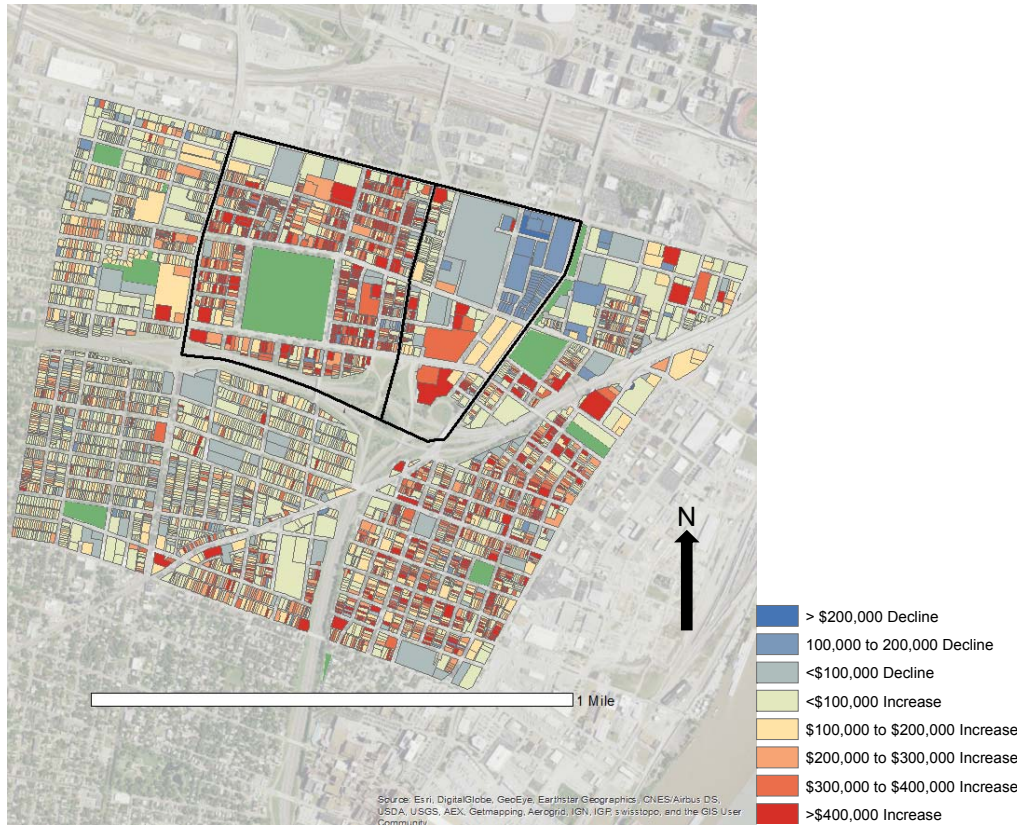 N
> $200,000 Decline
100,000 to 200,000 Decline
<$100,000 Decline
<$100,000 Increase
$100,000 to $200,000 Increase
$200,000 to $300,000 Increase
$300,000 to $400,000 Increase
>$400,000 Increase
1 Mile
Source: Esri, DigitalGlobe, GeoEye, Earthstar Geographics, CNES/Airbus DS,
USDA, USGS, AEX, Getmapping, Aerogrid, IGN, IGP, swisstopo, and the GIS User
Community